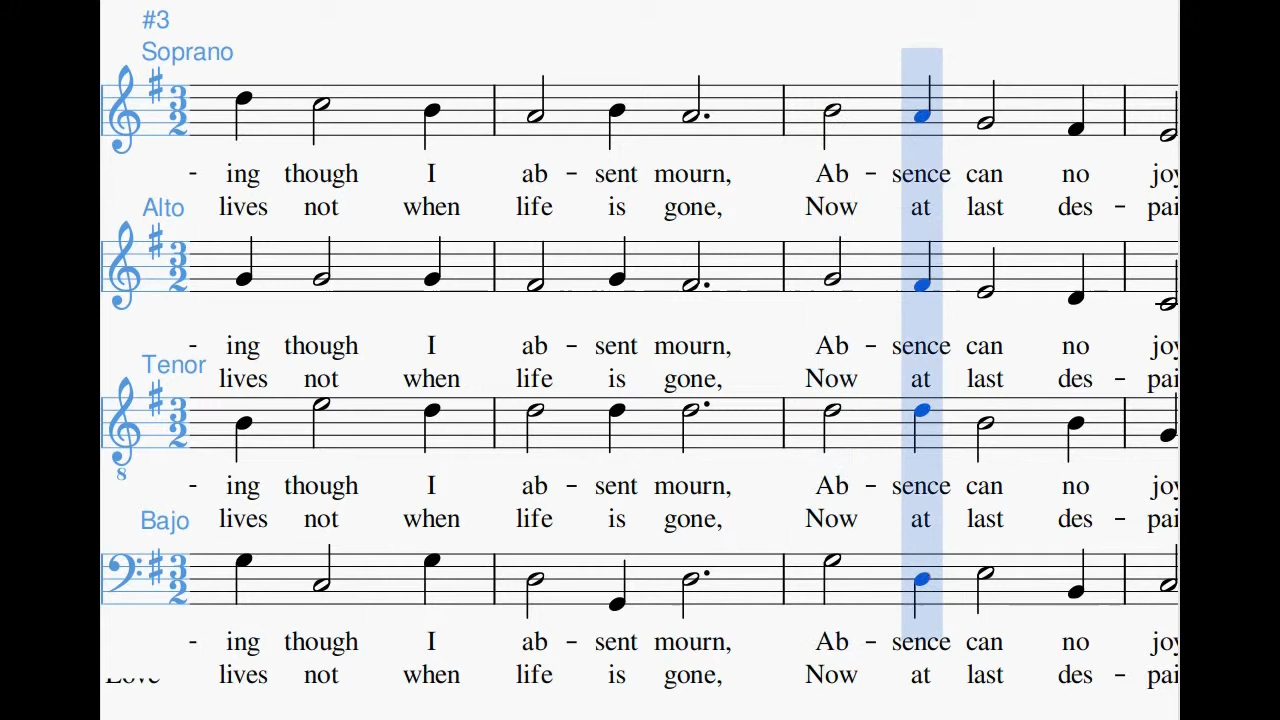 #3
Soprano
- ing though I ab - sent mourn, Ab - sence can no joy
lives not when life is gone, Now at last des - pai
Alto
- ing though I ab - sent mourn, Ab - sence can no joy
lives not when life is gone, Now at last des - pai
Tenor
8
- ing though I ab - sent mourn, Ab - sence can no joy
lives not when life is gone, Now at last des - pai
Bajo
- ing though I ab - sent mourn, Ab - sence can no joy
Love lives not when life is gone, Now at last des - pai